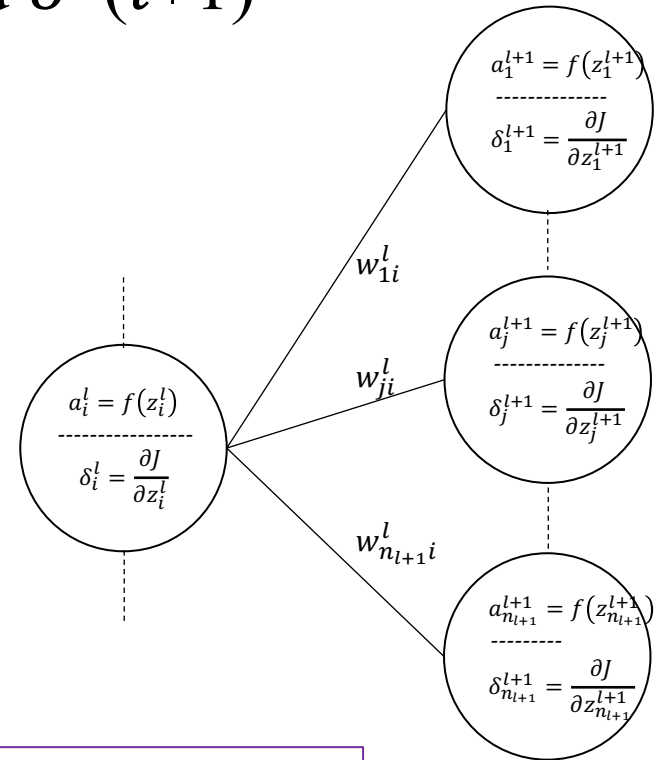 (l+1)
a_1^{l+1} = f(z_1^{l+1})
--------------
δ_1^{l+1} = ∂J / ∂z_1^{l+1}
w_{1i}^l
a_j^{l+1} = f(z_j^{l+1})
--------------
δ_j^{l+1} = ∂J / ∂z_j^{l+1}
w_{ji}^l
a_i^l = f(z_i^l)
-----------------
δ_i^l = ∂J / ∂z_i^l
w_{n_{l+1}i}^l
a_{n_{l+1}}^{l+1} = f(z_{n_{l+1}}^{l+1})
---------
δ_{n_{l+1}}^{l+1} = ∂J / ∂z_{n_{l+1}}^{l+1}